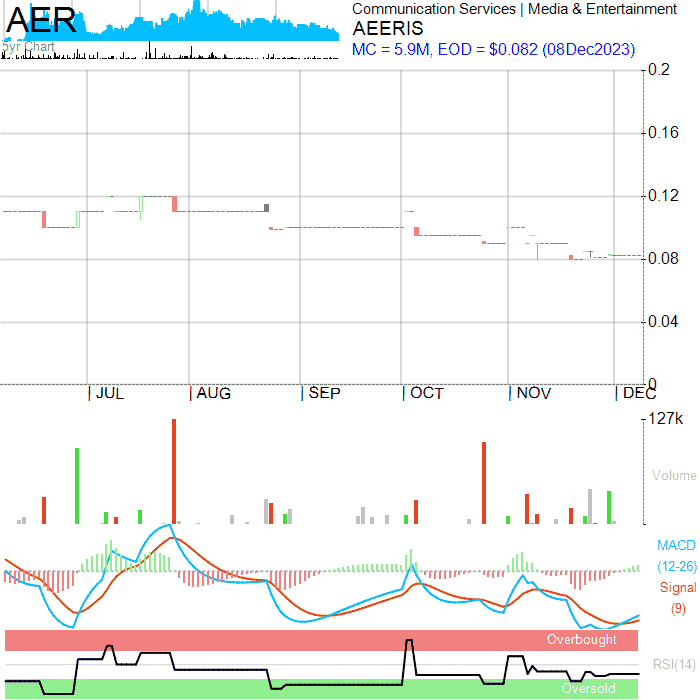 AER
5yr Chart
Communication Services | Media & Entertainment
AEERIS
MC = 5.9M, EOD = $0.082 (08Dec2023)
0.2
0.16
0.12
0.08
0.04
0
| JUL | AUG | SEP | OCT | NOV | DEC
127k
Volume
MACD
(12-26)
Signal
(9)
Overbought
RSI(14)
Oversold